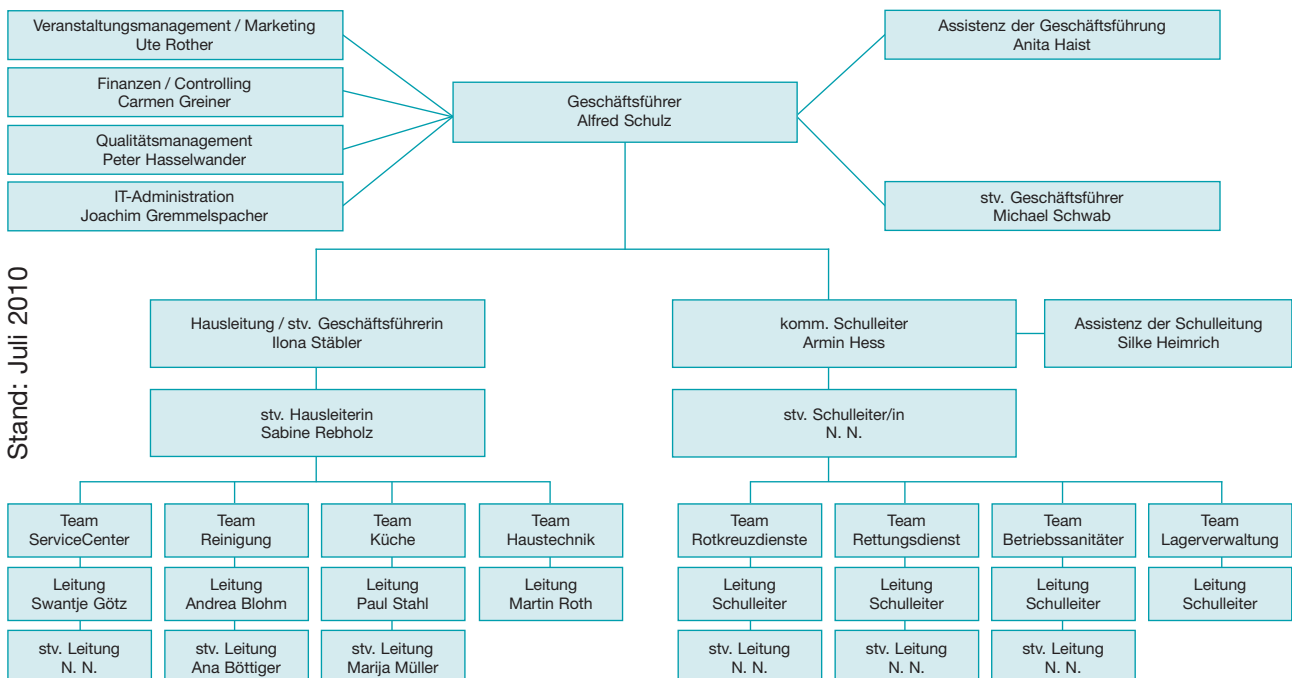 Veranstaltungsmanagement / Marketing
Ute Rother
Finanzen / Controlling
Carmen Greiner
Qualitätsmanagement
Peter Hasselwander
IT-Administration
Joachim Gremmelspacher
Geschäftsführer
Alfred Schulz
Assistenz der Geschäftsführung
Anita Haist
stv. Geschäftsführer
Michael Schwab
Stand: Juli 2010
Hausleitung / stv. Geschäftsführerin
Ilona Stäbler
komm. Schulleiter
Armin Hess
Assistenz der Schulleitung
Silke Heimrich
stv. Hausleiterin
Sabine Rebholz
stv. Schulleiter/in
N. N.
Team
ServiceCenter
Leitung
Swantje Götz
stv. Leitung
N. N.
Team
Reinigung
Leitung
Andrea Blohm
stv. Leitung
Ana Böttiger
Team
Küche
Leitung
Paul Stahl
stv. Leitung
Marija Müller
Team
Haustechnik
Leitung
Martin Roth
Team
Rotkreuzdienste
Leitung
Schulleiter
stv. Leitung
N. N.
Team
Rettungsdienst
Leitung
Schulleiter
stv. Leitung
N. N.
Team
Betriebssanitäter
Leitung
Schulleiter
stv. Leitung
N. N.
Team
Lagerverwaltung
Leitung
Schulleiter